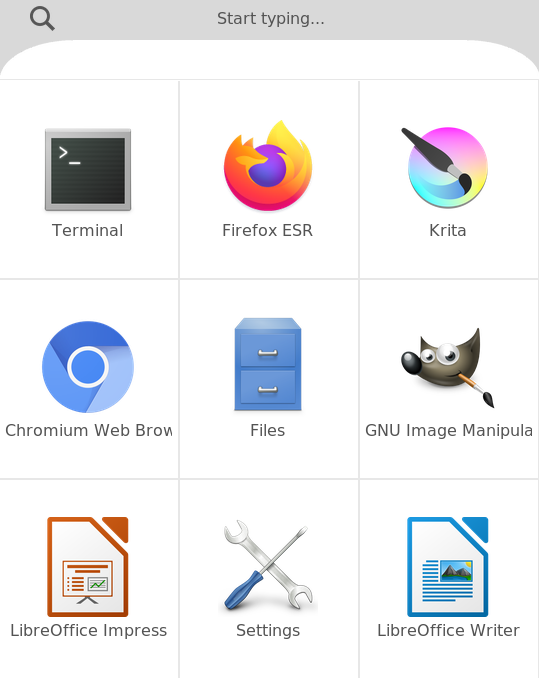 Start typing...
Terminal
Firefox ESR
Krita
Chromium Web Brow
Files
GNU Image Manipula
LibreOffice Impress
Settings
LibreOffice Writer